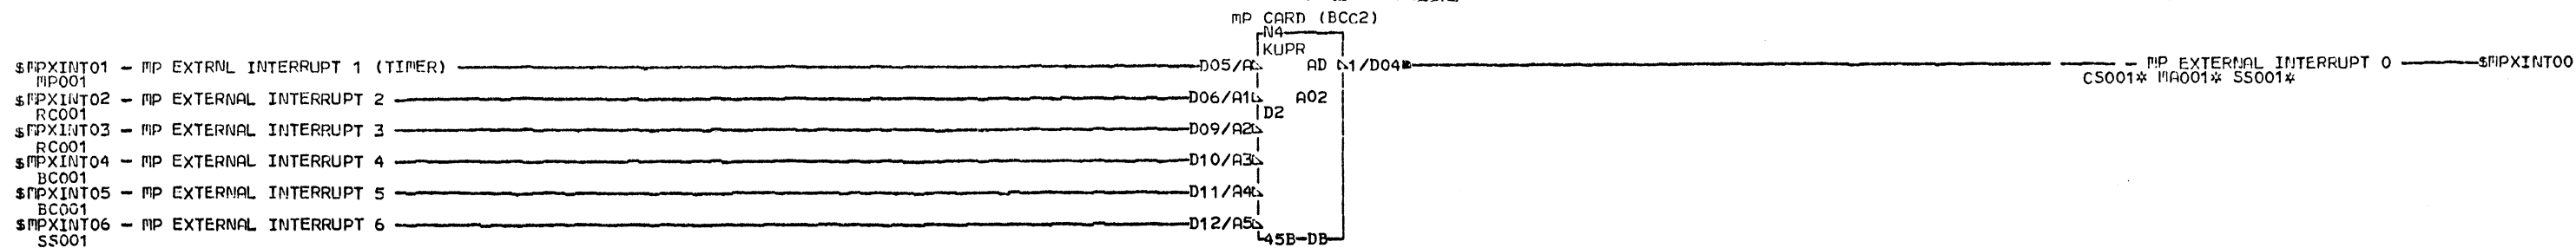 MP CARD (BCC2)
N4
KUPR
$MPXINT01 - MP EXTRNL INTERRUPT 1 (TIMER) D05/A AD 1/D04 - MP EXTERNAL INTERRUPT 0 $MPXINT00
MP001 CS001* MA001* SS001*
$MPXINT02 - MP EXTERNAL INTERRUPT 2 D06/A1 A02
RC001 D2
$MPXINT03 - MP EXTERNAL INTERRUPT 3 D09/A2
RC001
$MPXINT04 - MP EXTERNAL INTERRUPT 4 D10/A3
BC001
$MPXINT05 - MP EXTERNAL INTERRUPT 5 D11/A4
BC001
$MPXINT06 - MP EXTERNAL INTERRUPT 6 D12/A5
SS001 45B-DB